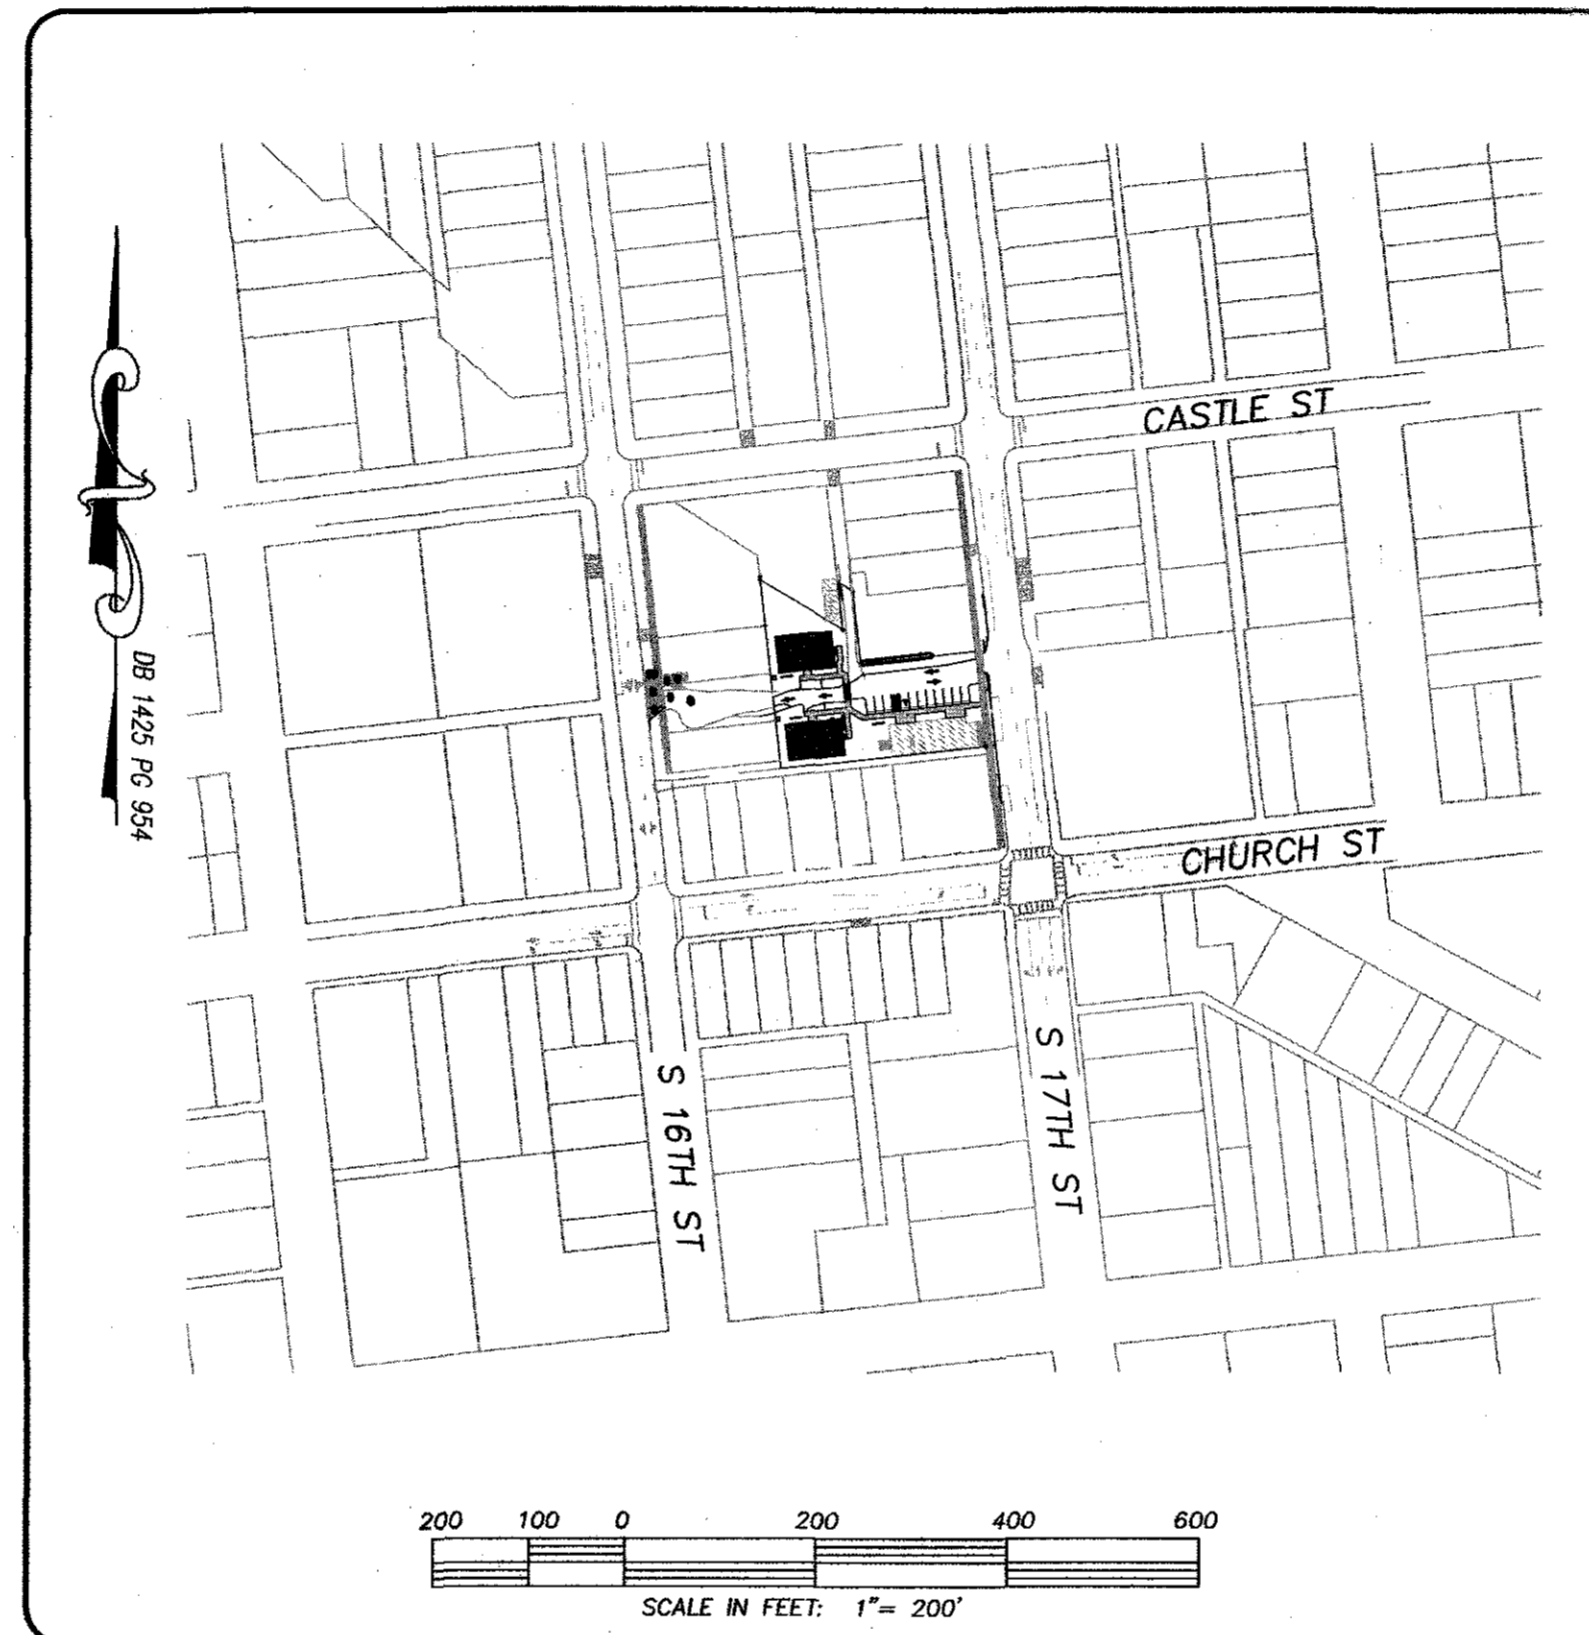 CASTLE ST
DB 1425 PG 954
CHURCH ST
S 16TH ST
S 17TH ST
200 100 0 200 400 600
SCALE IN FEET: 1"= 200'